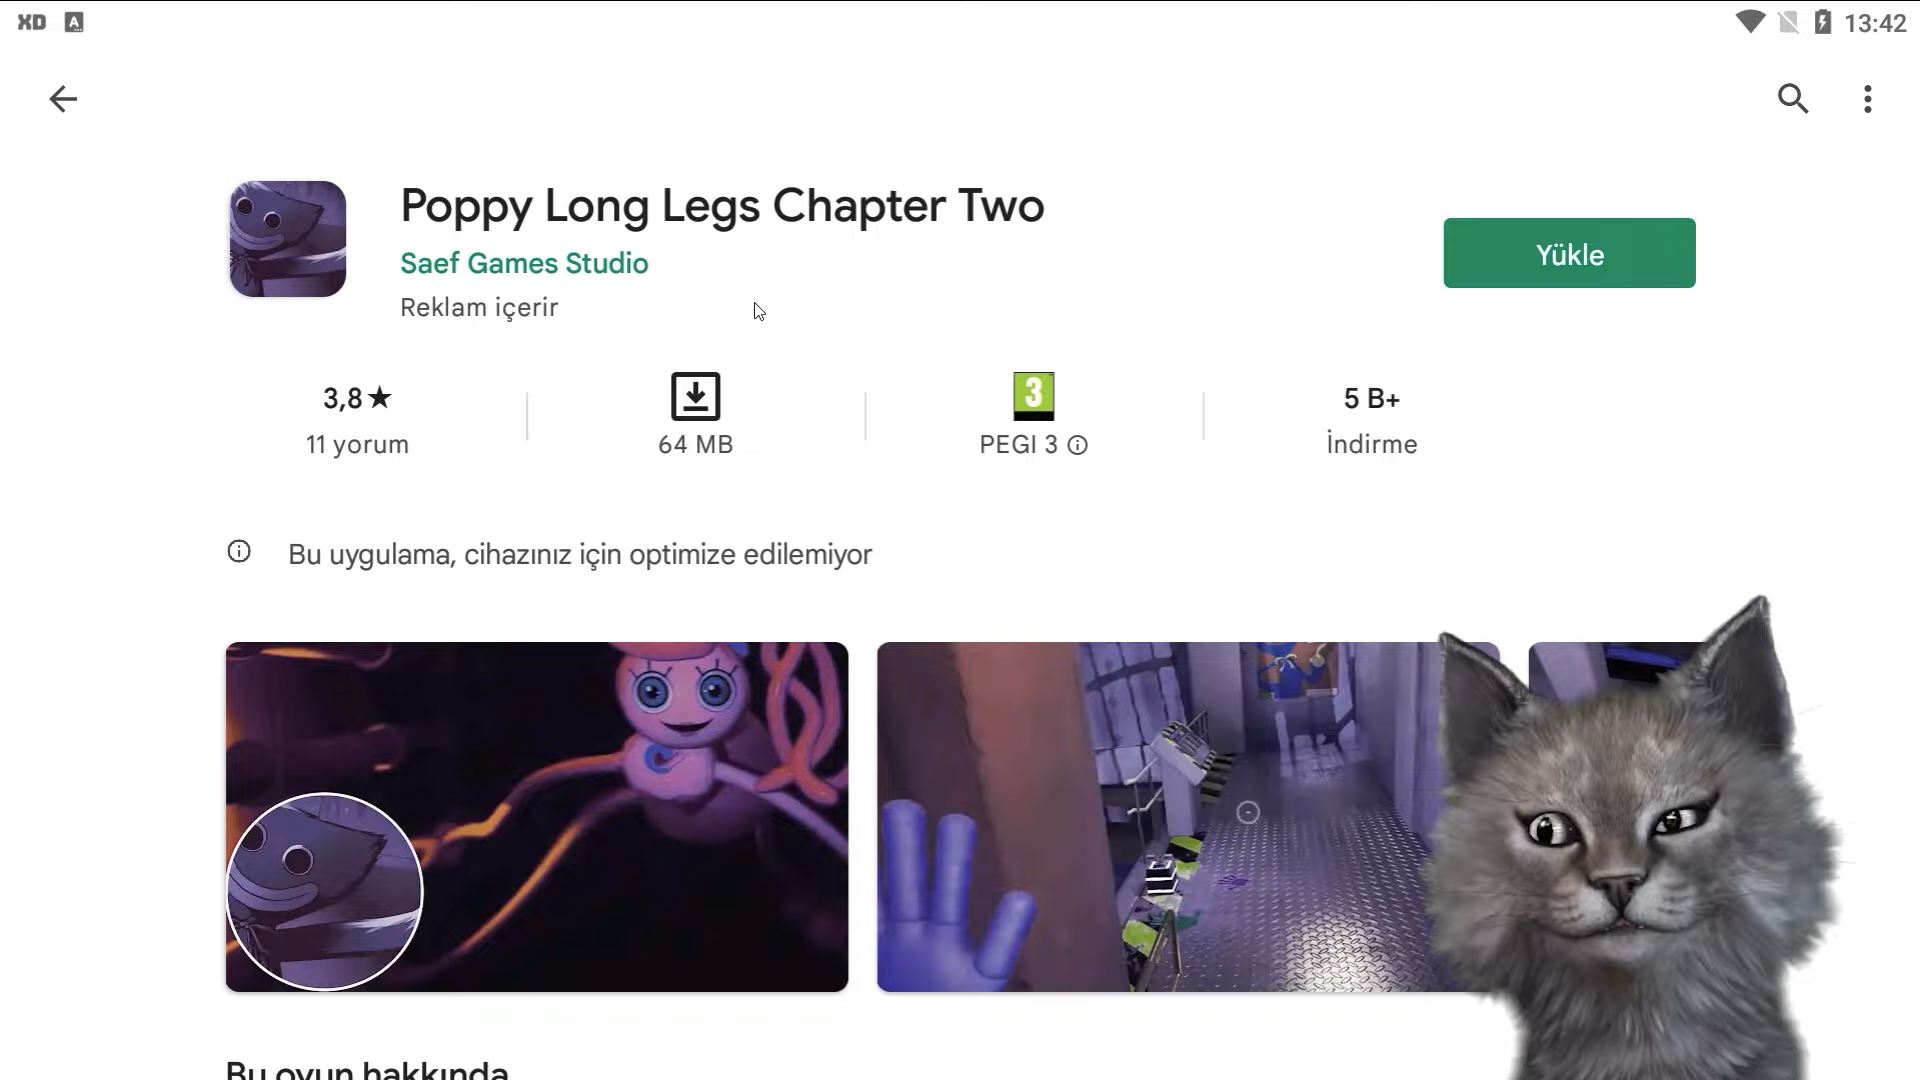 XD A 13:42
Poppy Long Legs Chapter Two
Saef Games Studio
Yükle
Reklam içerir
3,8★
3
5 B+
11 yorum
64 MB
PEGI 3
İndirme
Bu uygulama, cihazınız için optimize edilemiyor
Bu oyun hakkında